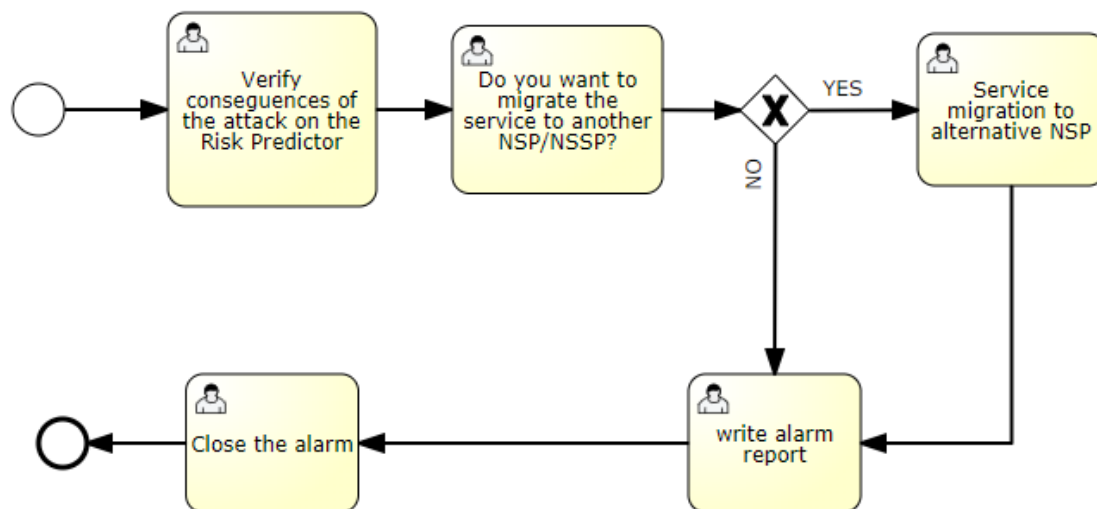 Verify
conseguences of
the attack on the
Risk Predictor
Do you want to
migrate the
service to another
NSP/NSSP?
YES
Service
migration to
alternative NSP
NO
Close the alarm
write alarm
report